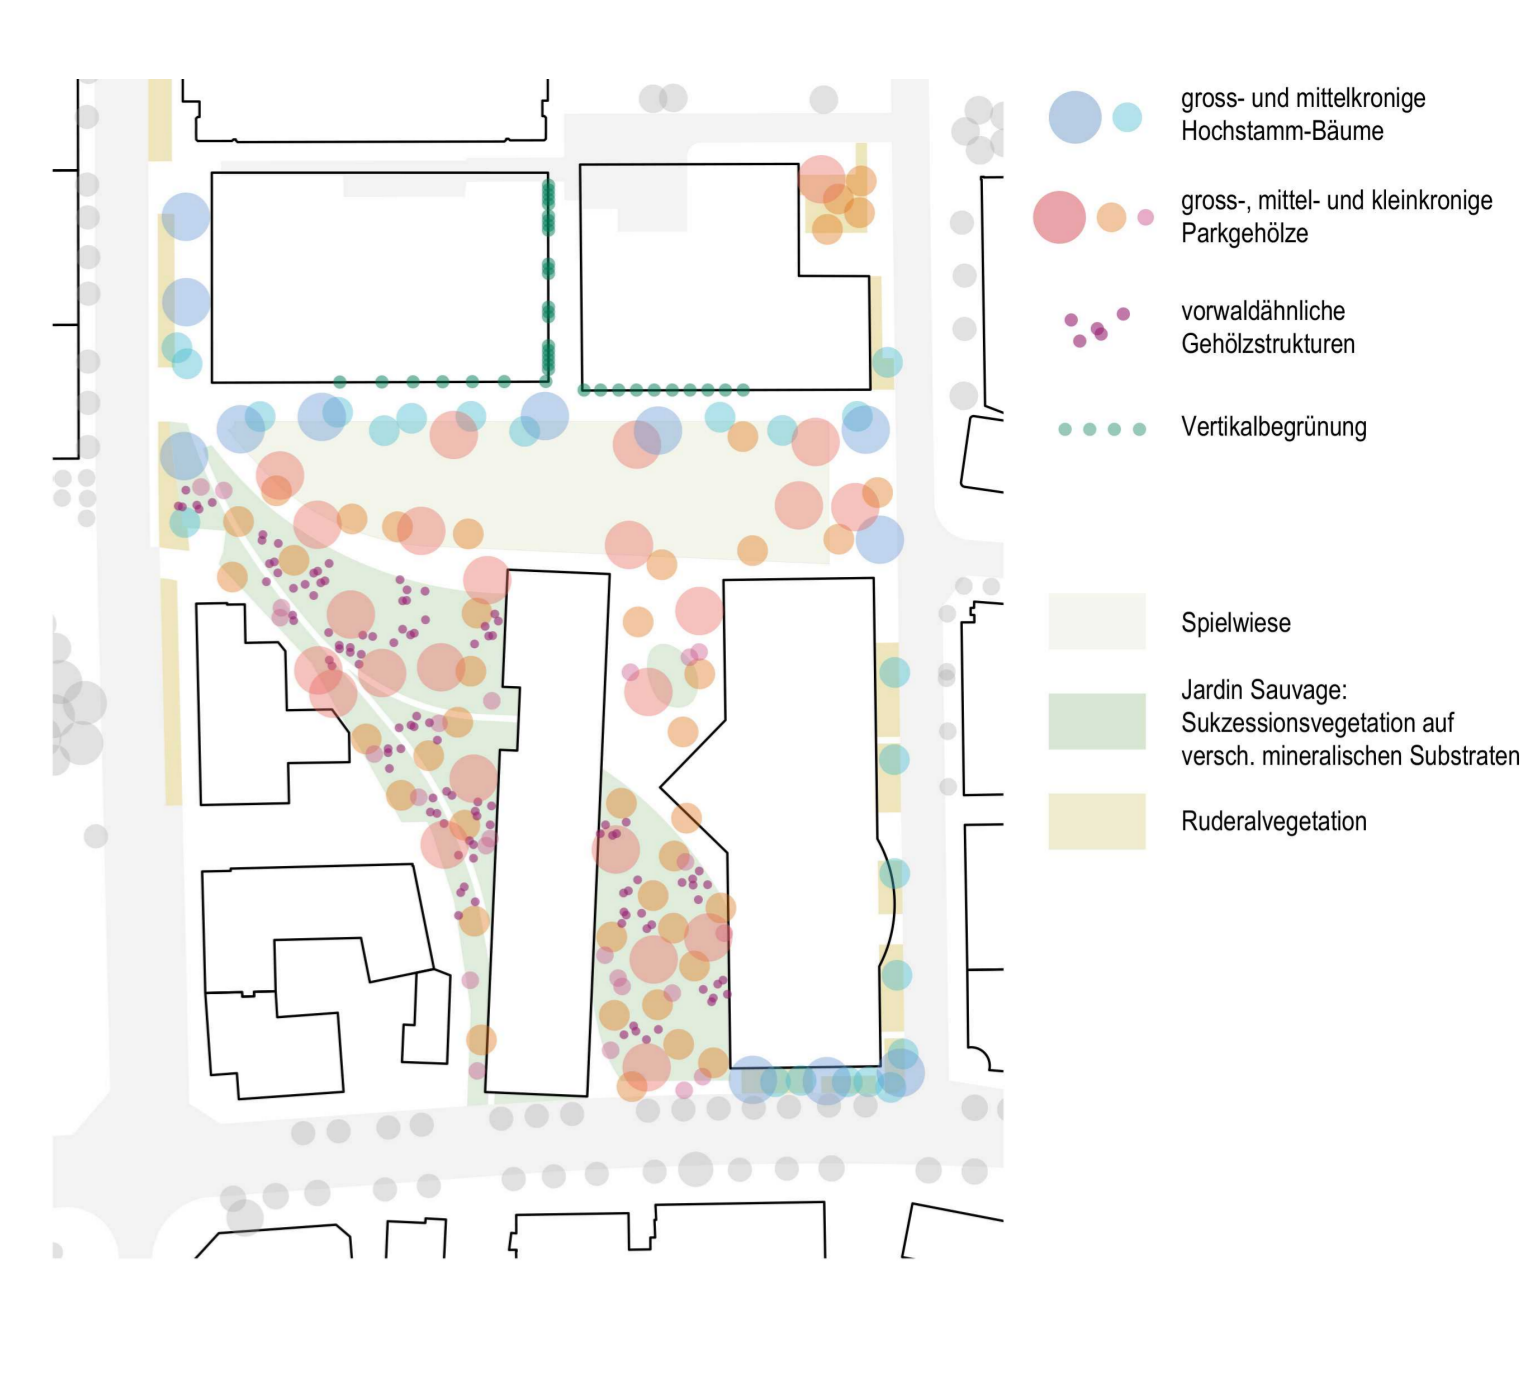 gross- und mittelkronige
Hochstamm-Bäume
gross-, mittel- und kleinkronige
Parkgehölze
vorwaldähnliche
Gehölzstrukturen
Vertikalbegrünung
Spielwiese
Jardin Sauvage:
Sukzessionsvegetation auf
versch. mineralischen Substraten
Ruderalvegetation